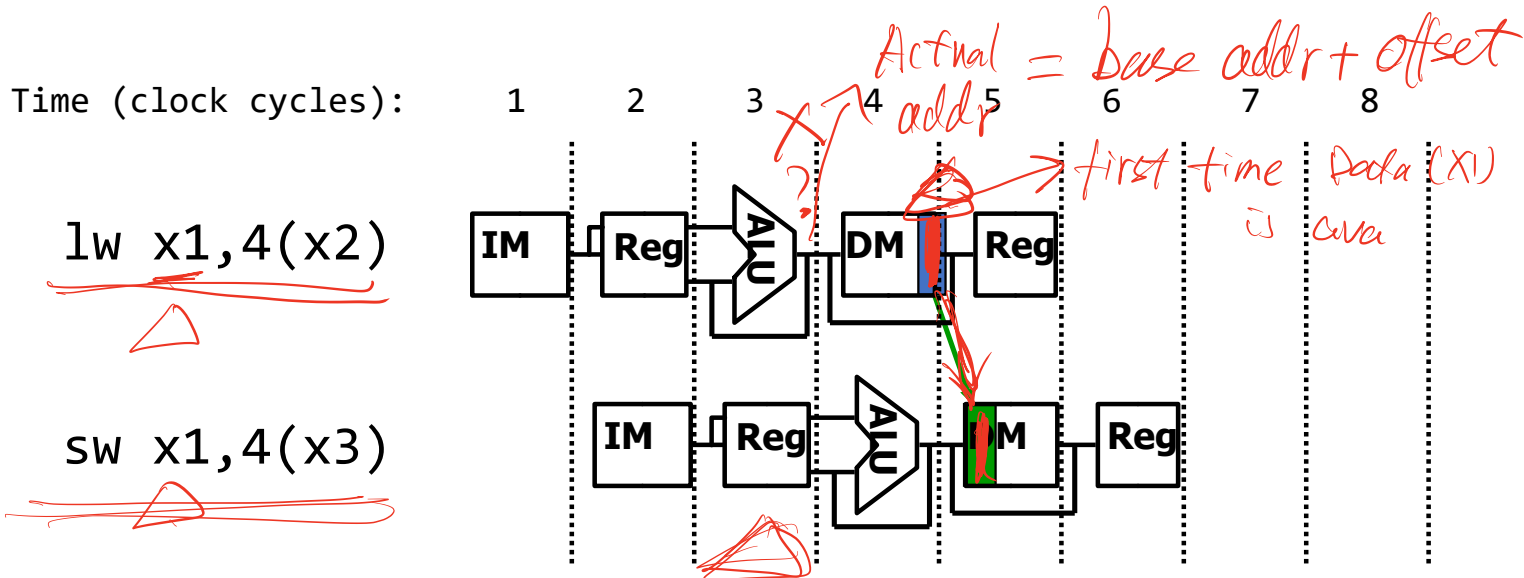 Actual = base addr + offset
addr
Time (clock cycles): 1 2 3 4 5 6 7 8
X
?
first time Data (X1)
is ava
lw x1,4(x2) IM Reg ALU DM Reg
sw x1,4(x3) IM Reg ALU DM Reg